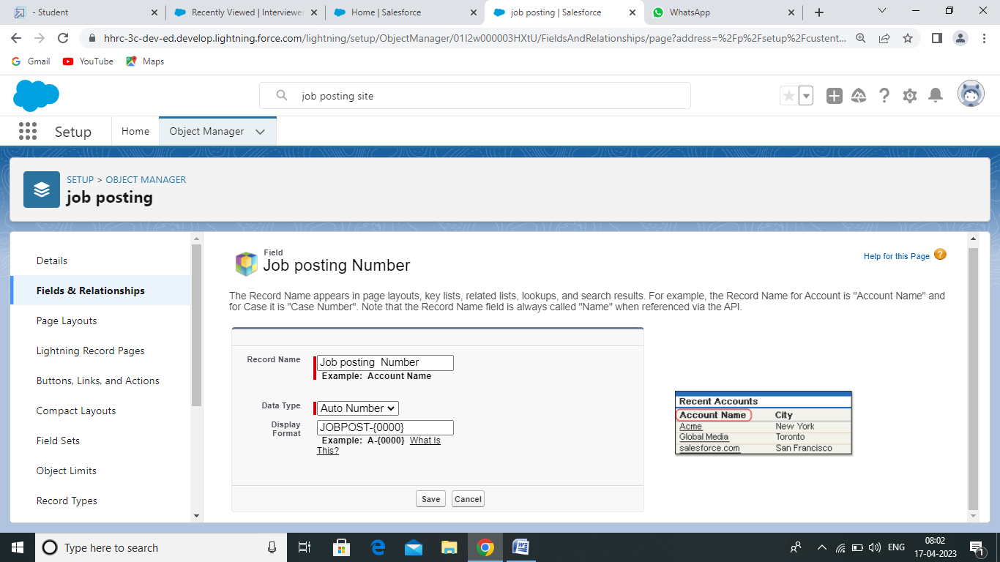 - Student
Recently Viewed | Interviewer
Home | Salesforce
job posting | Salesforce
WhatsApp
hhrc-3c-dev-ed.develop.lightning.force.com/lightning/setup/ObjectManager/01I2w000003HXtU/FieldsAndRelationships/page?address=%2Fp%2Fsetup%2Fcustent...
Gmail
YouTube
Maps
job posting site
Setup
Home
Object Manager
SETUP > OBJECT MANAGER
job posting
Details
Fields & Relationships
Page Layouts
Lightning Record Pages
Buttons, Links, and Actions
Compact Layouts
Field Sets
Object Limits
Record Types
Field
Job posting Number
Help for this Page
The Record Name appears in page layouts, key lists, related lists, lookups, and search results. For example, the Record Name for Account is "Account Name" and
for Case it is "Case Number". Note that the Record Name field is always called "Name" when referenced via the API.
Record Name
Job posting  Number
Example: Account Name
Data Type
Auto Number
Display
Format
JOBPOST-{0000}
Example: A-{0000} What Is
This?
Save
Cancel
Recent Accounts
Account Name City
Acme New York
Global Media Toronto
salesforce.com San Francisco
Type here to search
ENG
08:02
17-04-2023
1